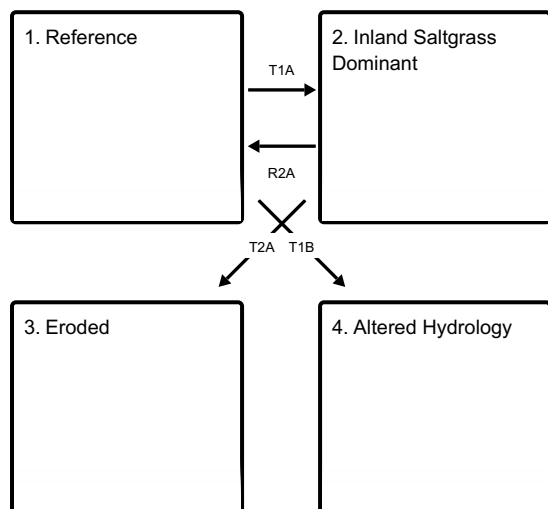 1. Reference
2. Inland Saltgrass
Dominant
T1A
R2A
T2A
T1B
3. Eroded
4. Altered Hydrology